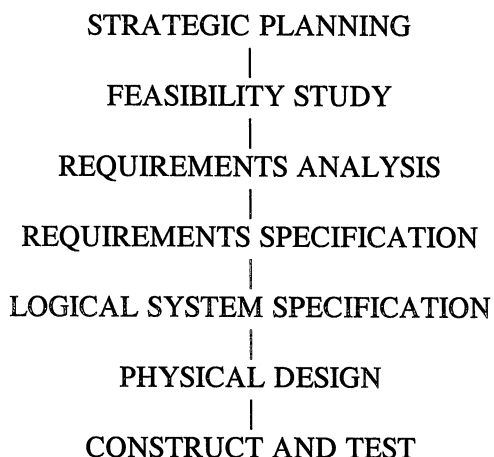 STRATEGIC PLANNING
FEASIBILITY STUDY
REQUIREMENTS ANALYSIS
REQUIREMENTS SPECIFICATION
LOGICAL SYSTEM SPECIFICATION
PHYSICAL DESIGN
CONSTRUCT AND TEST